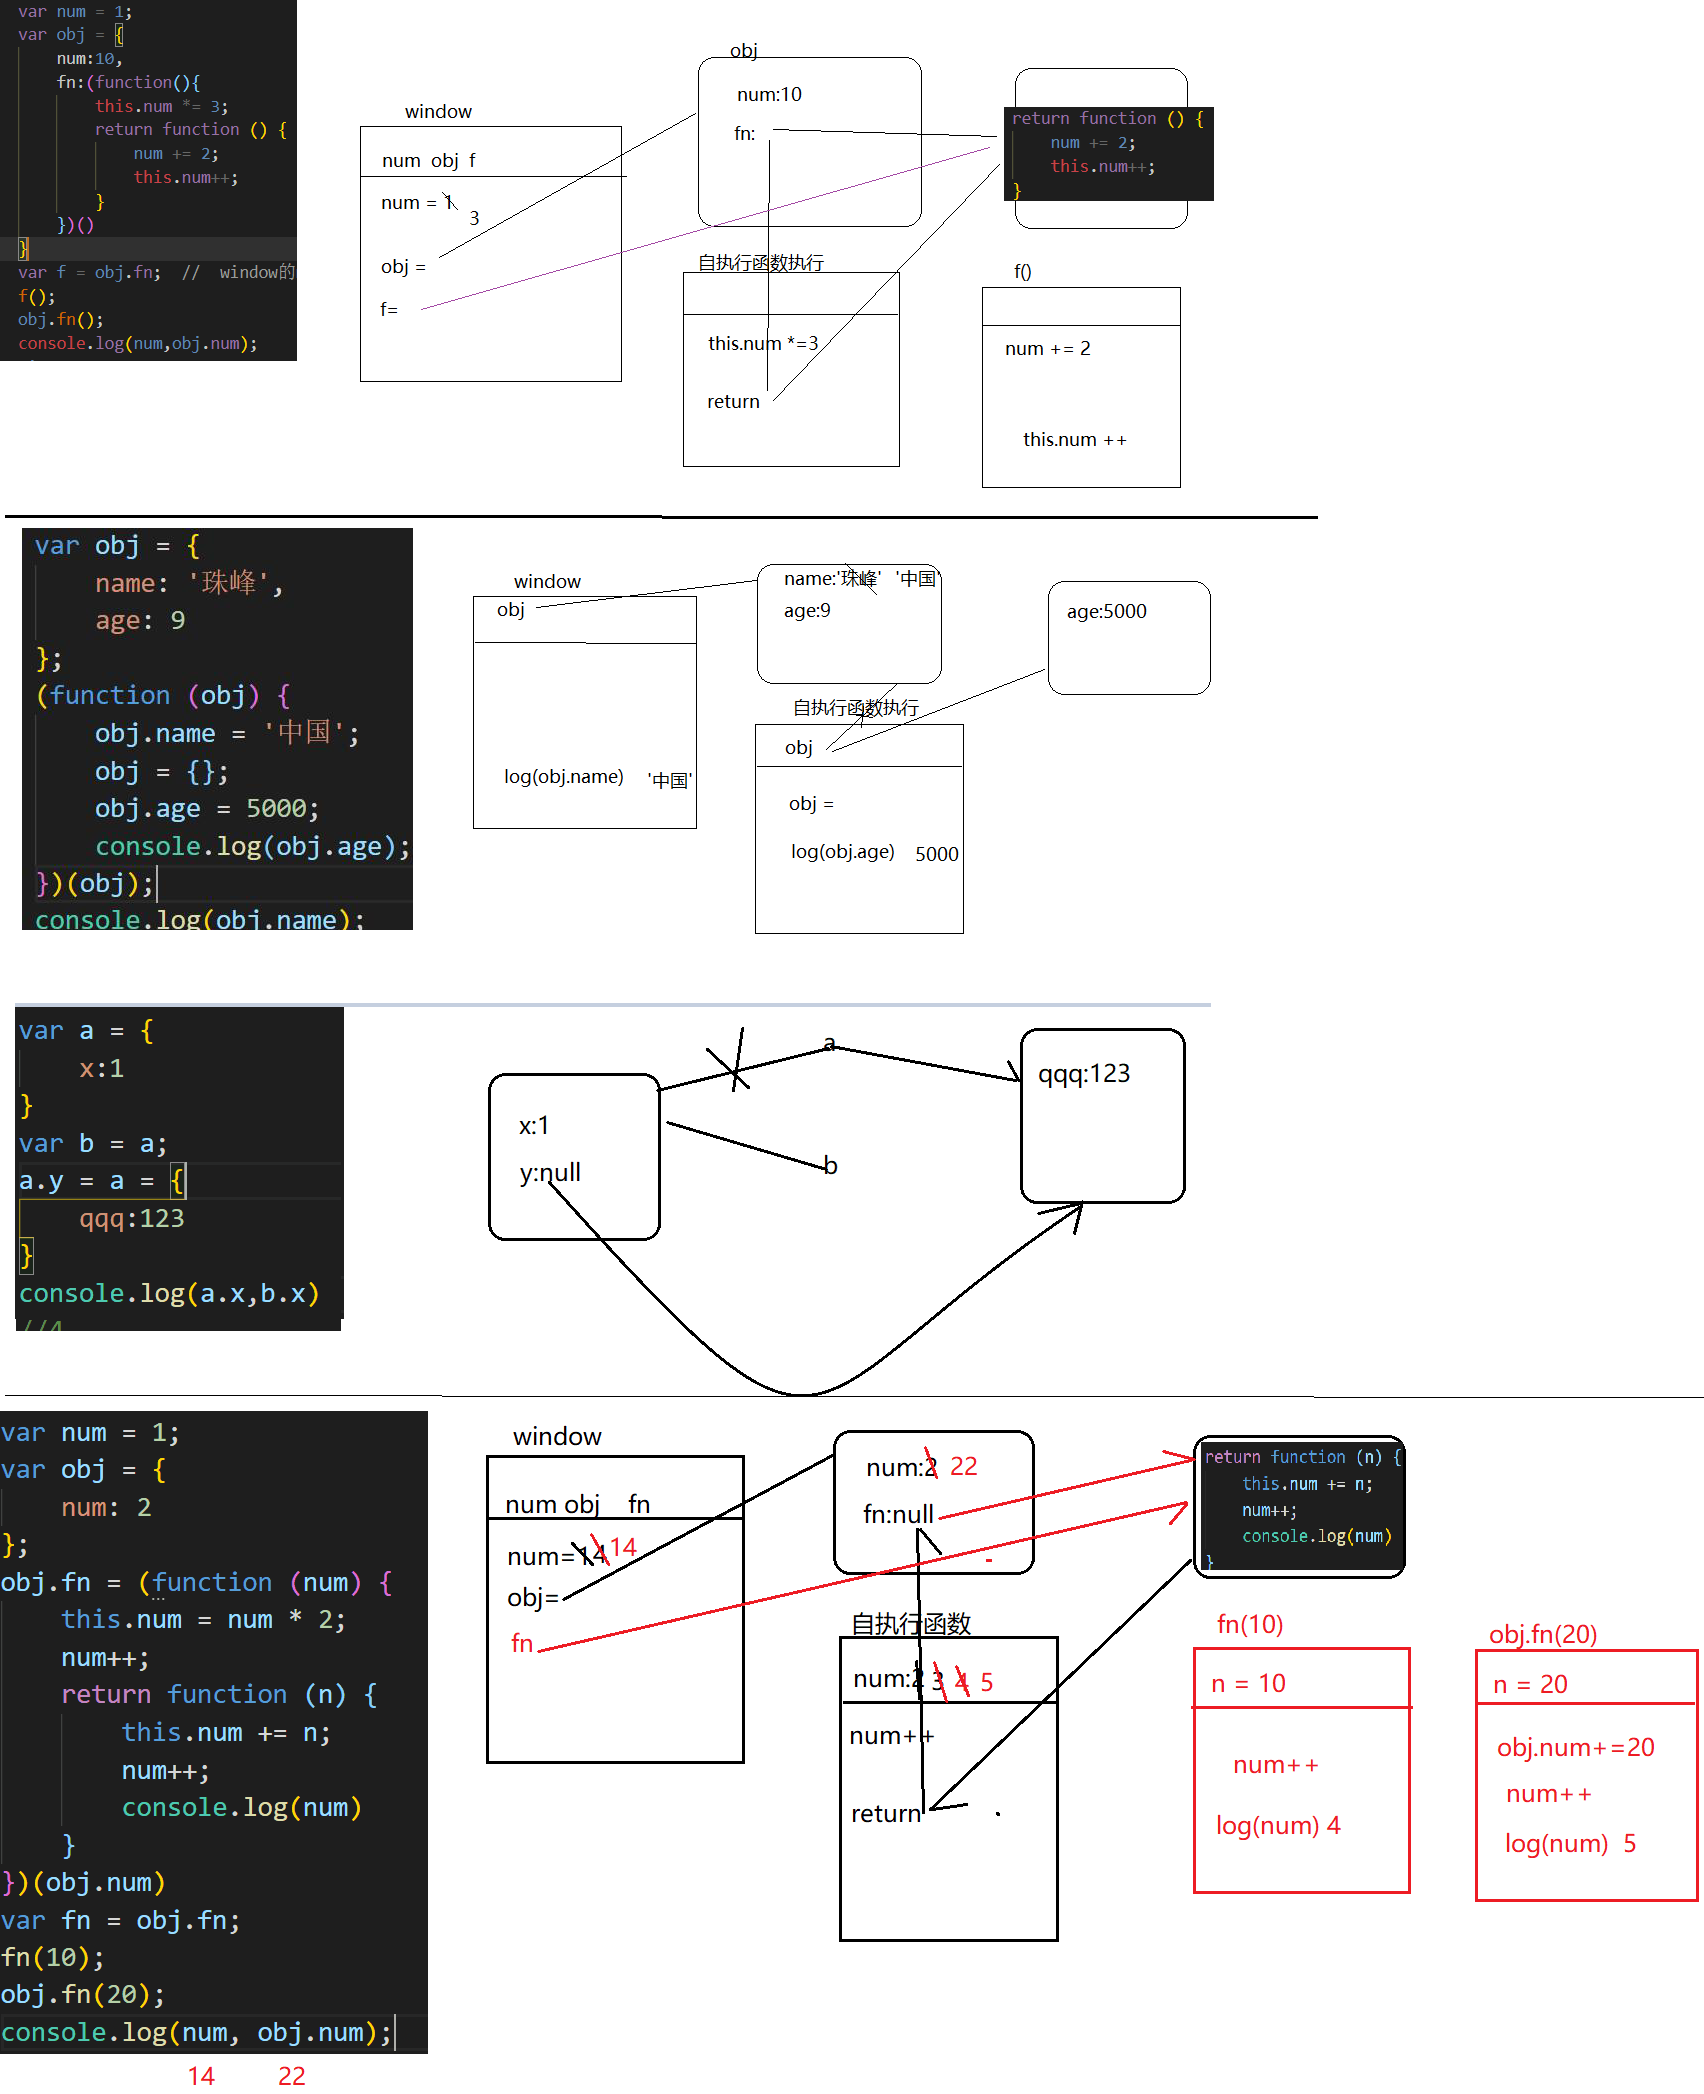 var num = 1;
var obj = {
num:10,
fn:(function(){
this.num *= 3;
return function () {
num += 2;
this.num++;
}
})()
}
var f = obj.fn;  //  window的
f();
obj.fn();
console.log(num,obj.num);
window
num obj f
num = 1
3
obj =
f=
obj
num:10
fn:
return function () {
num += 2;
this.num++;
}
自执行函数执行
this.num *=3
return
f()
num += 2
this.num ++
var obj = {
name: '珠峰',
age: 9
};
(function (obj) {
obj.name = '中国';
obj = {};
obj.age = 5000;
console.log(obj.age);
})(obj);
console.log(obj.name);
window
obj
log(obj.name) '中国'
name:'珠峰' '中国'
age:9
age:5000
自执行函数执行
obj
obj =
log(obj.age) 5000
var a = {
x:1
}
var b = a;
a.y = a = {
qqq:123
}
console.log(a.x,b.x)
//4
x:1
y:null
a
b
qqq:123
var num = 1;
var obj = {
num: 2
};
obj.fn = (function (num) {
this.num = num * 2;
num++;
return function (n) {
this.num += n;
num++;
console.log(num)
}
})(obj.num)
var fn = obj.fn;
fn(10);
obj.fn(20);
console.log(num, obj.num);
14 22
window
num obj fn
num=14 14
obj=
fn
num:2 22
fn:null
-
return function (n) {
this.num += n;
num++;
console.log(num)
}
自执行函数
num:2 3 4 5
num++
return
fn(10)
n = 10
num++
log(num) 4
obj.fn(20)
n = 20
obj.num+=20
num++
log(num) 5